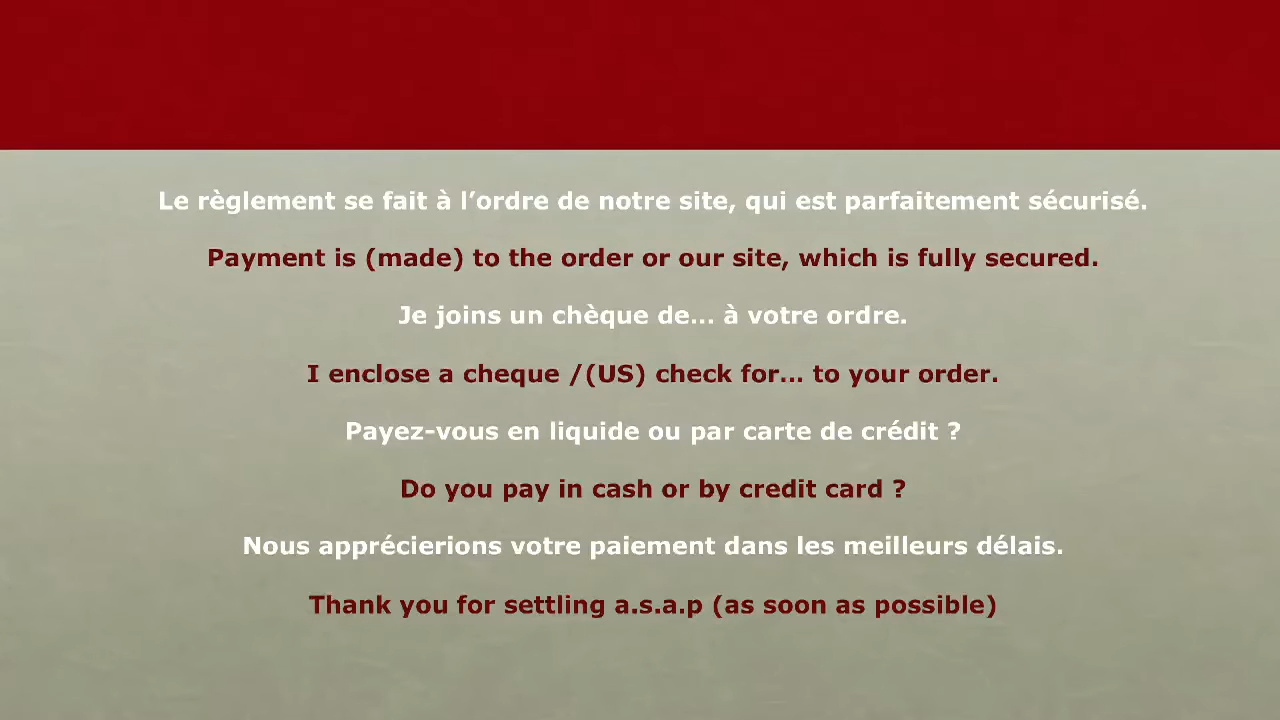 Le règlement se fait à l’ordre de notre site, qui est parfaitement sécurisé.
Payment is (made) to the order or our site, which is fully secured.
Je joins un chèque de... à votre ordre.
I enclose a cheque /(US) check for... to your order.
Payez-vous en liquide ou par carte de crédit ?
Do you pay in cash or by credit card ?
Nous apprécierions votre paiement dans les meilleurs délais.
Thank you for settling a.s.a.p (as soon as possible)